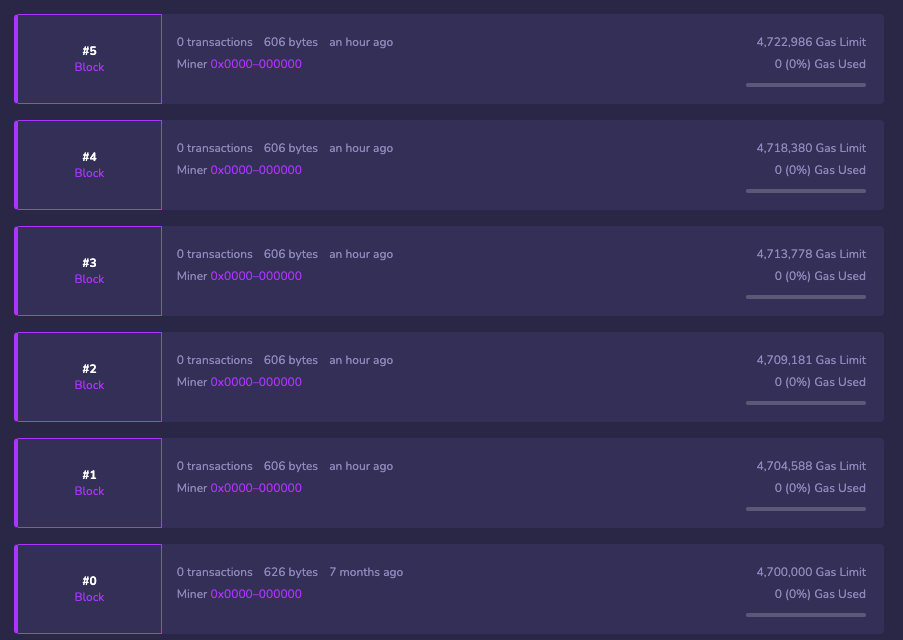 #5
Block
0 transactions 606 bytes an hour ago
Miner 0x0000–000000
4,722,986 Gas Limit
0 (0%) Gas Used
#4
Block
0 transactions 606 bytes an hour ago
Miner 0x0000–000000
4,718,380 Gas Limit
0 (0%) Gas Used
#3
Block
0 transactions 606 bytes an hour ago
Miner 0x0000–000000
4,713,778 Gas Limit
0 (0%) Gas Used
#2
Block
0 transactions 606 bytes an hour ago
Miner 0x0000–000000
4,709,181 Gas Limit
0 (0%) Gas Used
#1
Block
0 transactions 606 bytes an hour ago
Miner 0x0000–000000
4,704,588 Gas Limit
0 (0%) Gas Used
#0
Block
0 transactions 626 bytes 7 months ago
Miner 0x0000–000000
4,700,000 Gas Limit
0 (0%) Gas Used